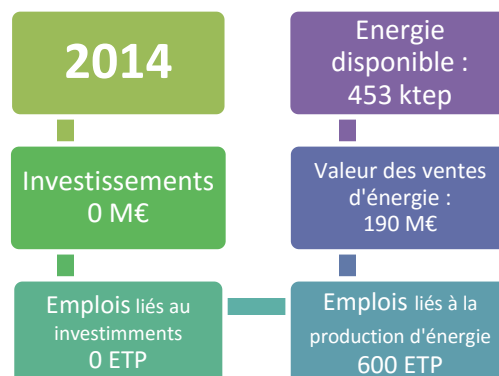 2014
Investissements
0 M€
Emplois liés au
investimments
0 ETP
Emplois liés à la
production d'énergie
600 ETP
Valeur des ventes
d'énergie :
190 M€
Energie
disponible :
453 ktep